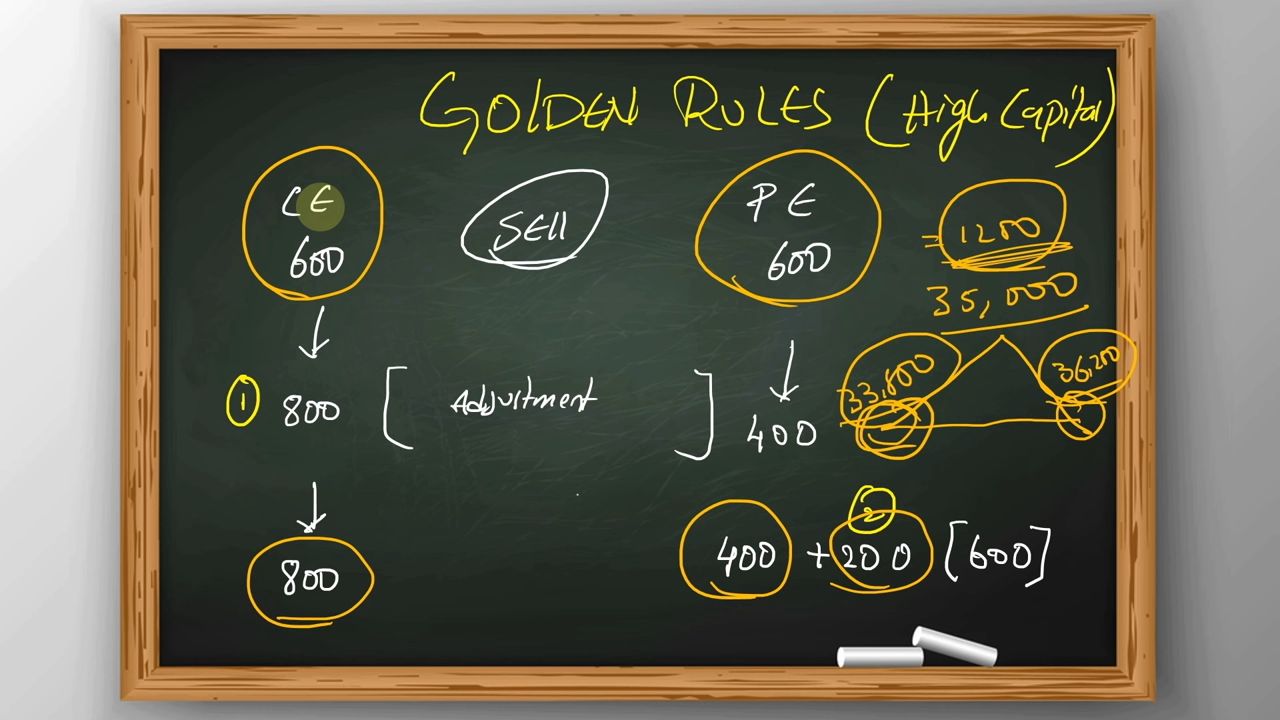 GOLDEN RULES (High Capital)
CE
600
SEll
PE
600
= 1200
35,000
33,800
36,200
① 800
[ Adjustment ]
400
800
②
400 + 200 [600]